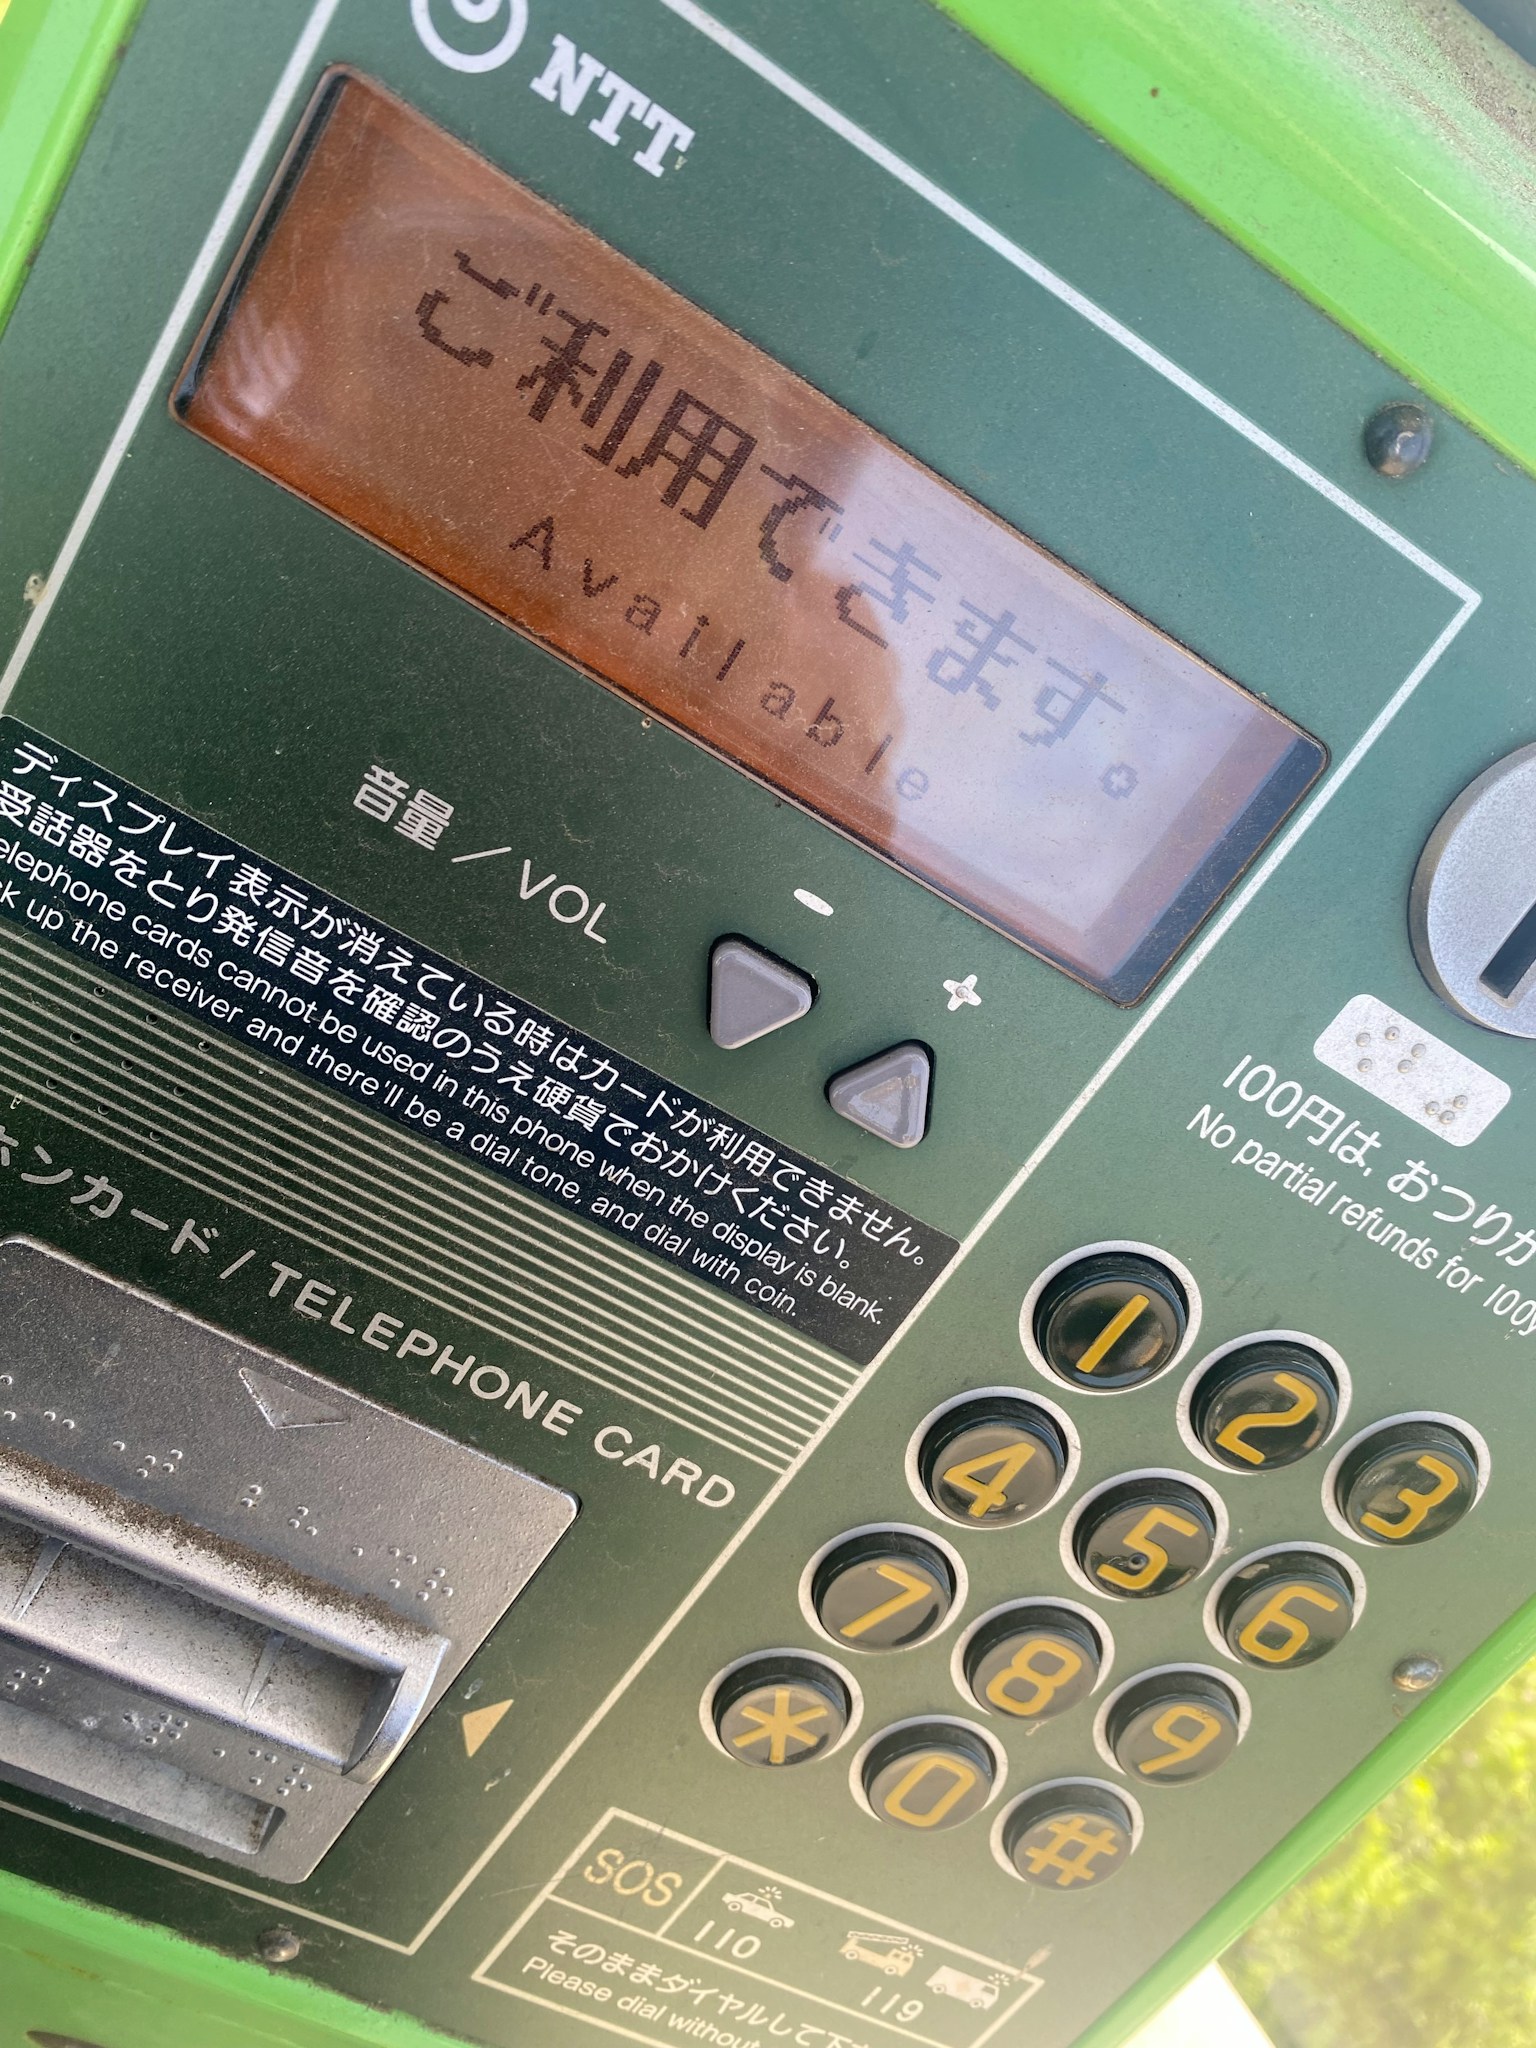 NTT
ご利用できます。
Available
音量/VOL
-
+
ディスプレイ表示が消えている時はカードが利用できません。
受話器をとり発信音を確認のうえ硬貨でおかけください。
cards cannot be used in this phone when the display is blank.
up the receiver and there'll be a dial tone, and dial with coin.
カード/TELEPHONE CARD
100円は、おつりが
No partial refunds for
1
2
3
4
5
6
7
8
9
*
0
#
SOS
110
119
そのままダイヤルして
Please dial